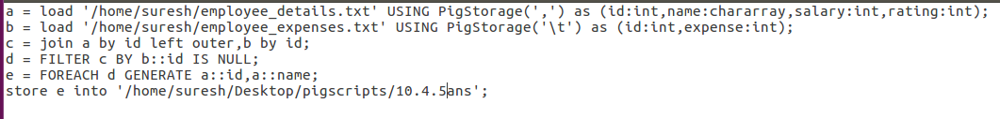 a = load '/home/suresh/employee_details.txt' USING PigStorage(',') as (id:int,name:chararray,salary:int,rating:int);
b = load '/home/suresh/employee_expenses.txt' USING PigStorage('\t') as (id:int,expense:int);
c = join a by id left outer,b by id;
d = FILTER c BY b::id IS NULL;
e = FOREACH d GENERATE a::id,a::name;
store e into '/home/suresh/Desktop/pigscripts/10.4.5ans';